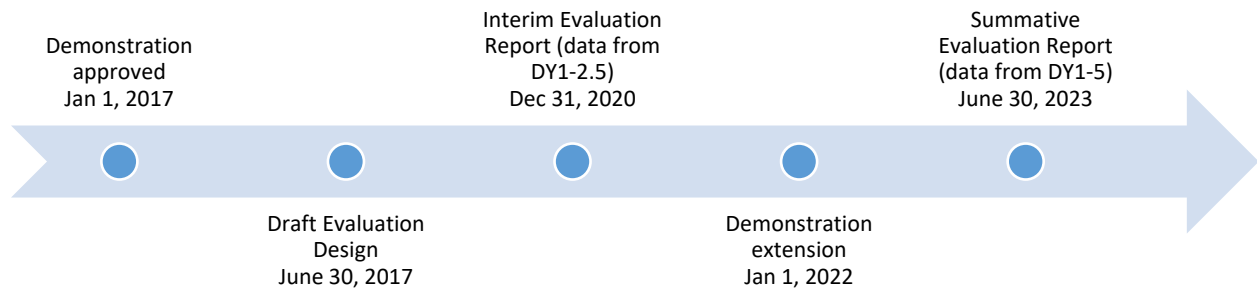 Demonstration
approved
Jan 1, 2017
Draft Evaluation
Design
June 30, 2017
Interim Evaluation
Report (data from
DY1-2.5)
Dec 31, 2020
Demonstration
extension
Jan 1, 2022
Summative
Evaluation Report
(data from DY1-5)
June 30, 2023